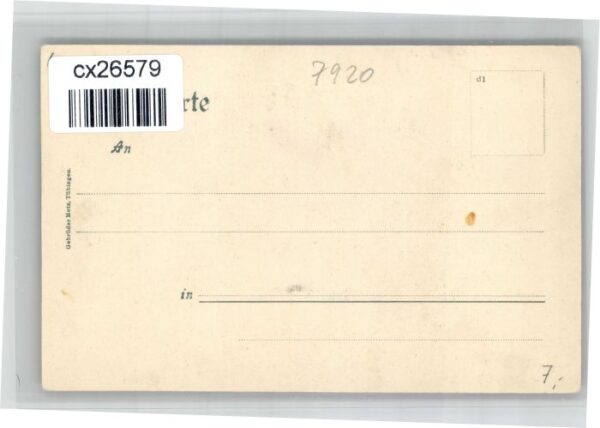 cx26579
7920
d1
rte
An
Gebrüder Metz, Tübingen.
in
7,-